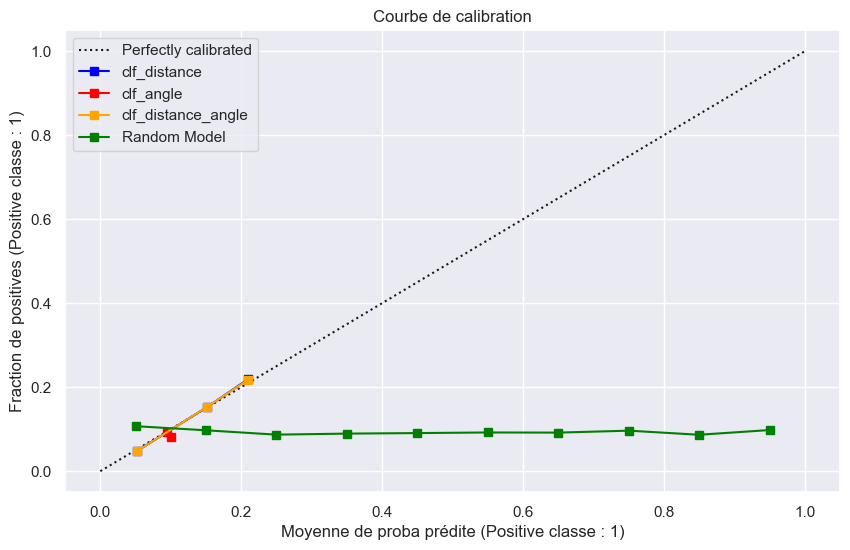 Courbe de calibration
Perfectly calibrated
clf_distance
clf_angle
clf_distance_angle
Random Model
Fraction de positives (Positive classe : 1)
1.0
0.8
0.6
0.4
0.2
0.0
0.0 0.2 0.4 0.6 0.8 1.0
Moyenne de proba prédite (Positive classe : 1)